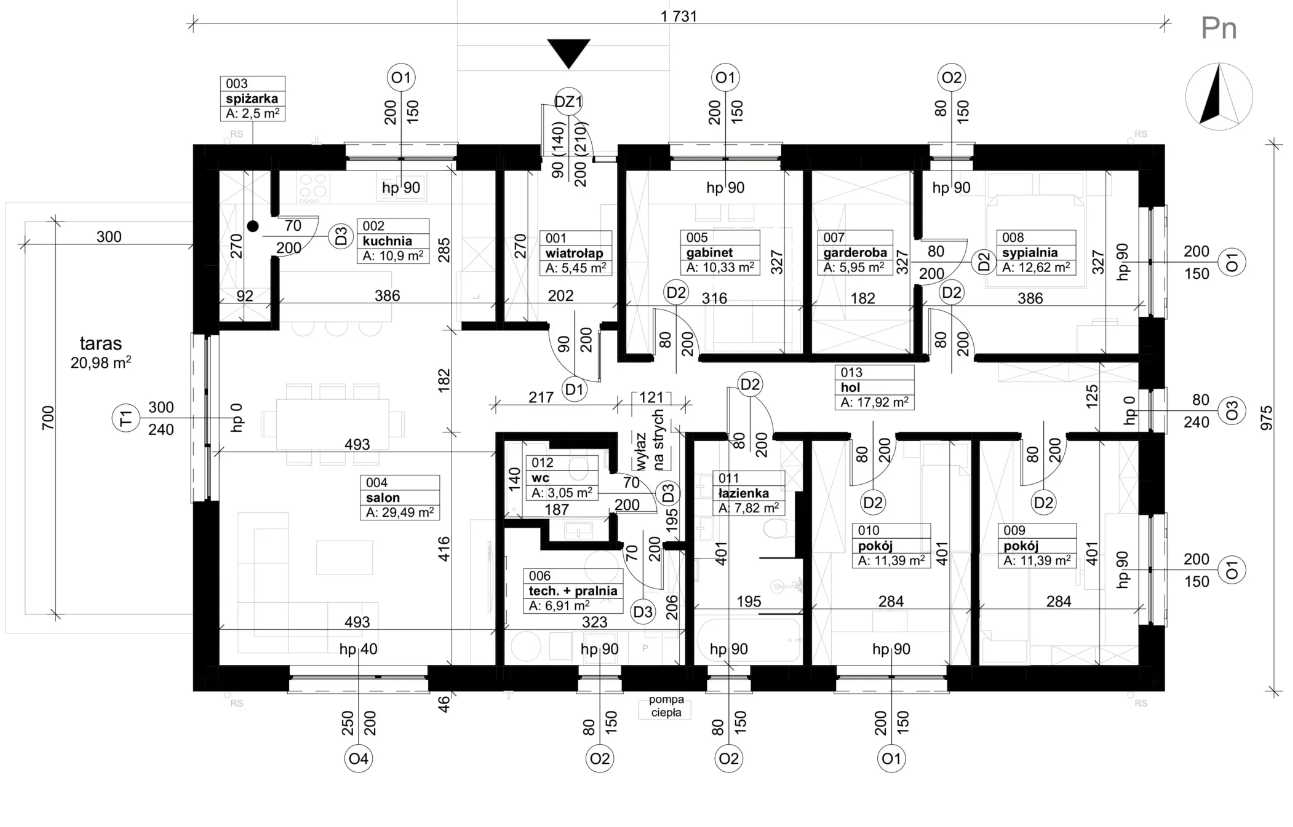 1 731
Pn
003
spiżarka
A: 2,5 m²
O1
200
150
DZ1
90 (140)
200 (210)
O1
200
150
O2
80
150
RS
RS
hp 90
hp 90
hp 90
300
270
92
70
200
D3
002
kuchnia
A: 10,9 m²
285
386
270
001
wiatrołap
A: 5,45 m²
202
005
gabinet
A: 10,33 m²
327
D2
316
007
garderoba
A: 5,95 m²
327
182
80
200
D2
D2
008
sypialnia
A: 12,62 m²
327
386
hp 90
200
150
O1
taras
20,98 m²
700
T1
300
240
hp 0
182
90
200
D1
80
200
80
200
217
121
D2
013
hol
A: 17,92 m²
125
hp 0
80
240
O3
975
wyłaz
na strych
493
004
salon
A: 29,49 m²
416
140
012
wc
A: 3,05 m²
187
70
200
D3
195
80
200
011
łazienka
A: 7,82 m²
401
80
200
D2
010
pokój
A: 11,39 m²
401
80
200
D2
009
pokój
A: 11,39 m²
401
hp 90
200
150
O1
006
tech. + pralnia
A: 6,91 m²
70
200
D3
206
493
323
195
284
284
hp 40
hp 90
P
hp 90
hp 90
RS
46
pompa
ciepła
RS
250
200
O4
80
150
O2
80
150
O2
200
150
O1